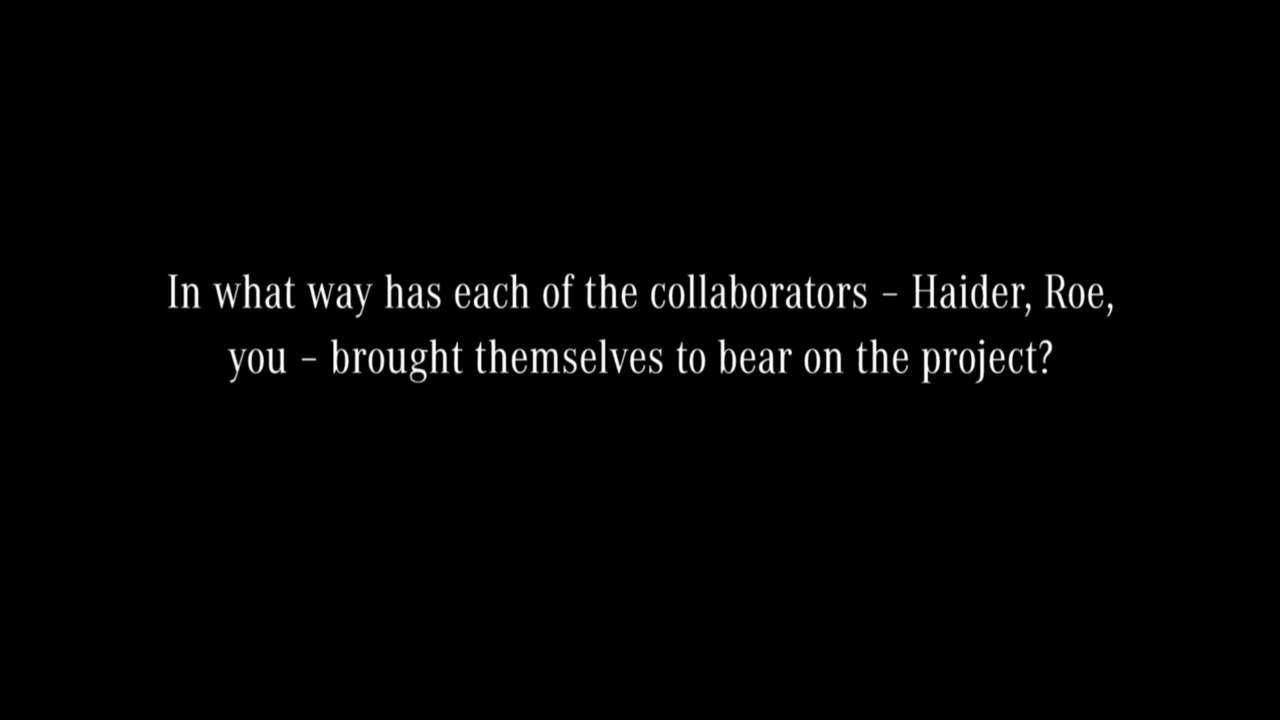 In what way has each of the collaborators – Haider, Roe,
you – brought themselves to bear on the project?